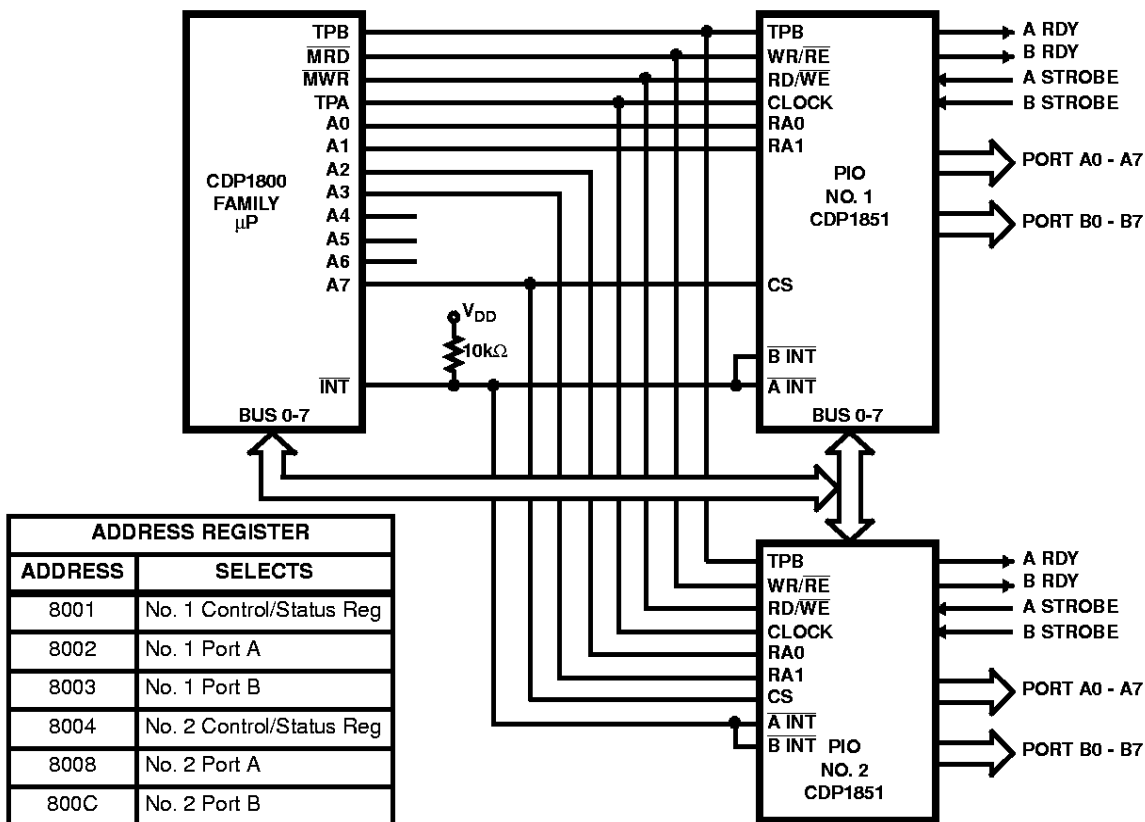 TPB
MRD
MWR
TPA
A0
A1
A2
A3
A4
A5
A6
A7
INT
CDP1800
FAMILY
μP
BUS 0-7
VDD
10kΩ
TPB
WR/RE
RD/WE
CLOCK
RA0
RA1
CS
B INT
A INT
PIO
NO. 1
CDP1851
BUS 0-7
A RDY
B RDY
A STROBE
B STROBE
PORT A0 - A7
PORT B0 - B7
TPB
WR/RE
RD/WE
CLOCK
RA0
RA1
CS
A INT
B INT
PIO
NO. 2
CDP1851
A RDY
B RDY
A STROBE
B STROBE
PORT A0 - A7
PORT B0 - B7
ADDRESS REGISTER
ADDRESS SELECTS
8001 No. 1 Control/Status Reg
8002 No. 1 Port A
8003 No. 1 Port B
8004 No. 2 Control/Status Reg
8008 No. 2 Port A
800C No. 2 Port B